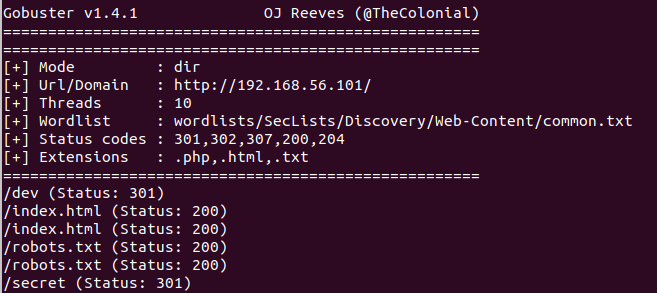 Gobuster v1.4.1              OJ Reeves (@TheColonial)
=====================================================
=====================================================
[+] Mode         : dir
[+] Url/Domain   : http://192.168.56.101/
[+] Threads      : 10
[+] Wordlist     : wordlists/SecLists/Discovery/Web-Content/common.txt
[+] Status codes : 301,302,307,200,204
[+] Extensions   : .php,.html,.txt
=====================================================
/dev (Status: 301)
/index.html (Status: 200)
/index.html (Status: 200)
/robots.txt (Status: 200)
/robots.txt (Status: 200)
/secret (Status: 301)